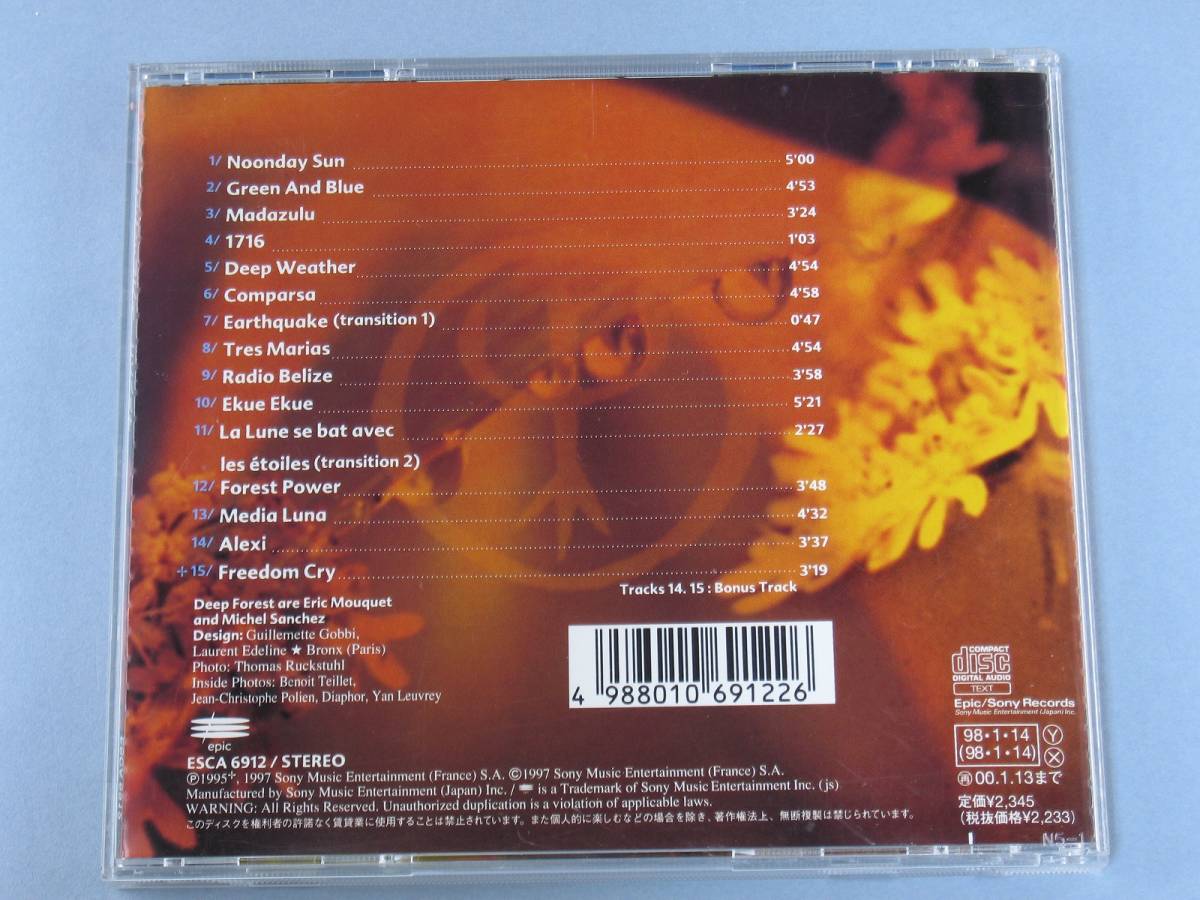 1/ Noonday Sun 5'00
2/ Green And Blue 4'53
3/ Madazulu 3'24
4/ 1716 1'03
5/ Deep Weather 4'54
6/ Comparsa 4'58
7/ Earthquake (transition 1) 0'47
8/ Tres Marias 4'54
9/ Radio Belize 3'58
10/ Ekue Ekue 5'21
11/ La Lune se bat avec 2'27
les étoiles (transition 2)
12/ Forest Power 3'48
13/ Media Luna 4'32
14/ Alexi 3'37
+15/ Freedom Cry 3'19
Tracks 14. 15 : Bonus Track
Deep Forest are Eric Mouquet
and Michel Sanchez
Design: Guillemette Gobbi,
Laurent Edeline ★ Bronx (Paris)
Photo: Thomas Ruckstuhl
Inside Photos: Benoit Teillet,
Jean-Christophe Polien, Diaphor, Yan Leuvrey
4 988010 691226
epic
ESCA 6912 / STEREO
℗1995+, 1997 Sony Music Entertainment (France) S.A. ©1997 Sony Music Entertainment (France) S.A.
Manufactured by Sony Music Entertainment (Japan) Inc. / is a Trademark of Sony Music Entertainment Inc. (js)
WARNING: All Rights Reserved. Unauthorized duplication is a violation of applicable laws.
このディスクを権利者の許諾なく賃貸業に使用することは禁止されています。また個人的に楽しむなどの場合を除き、著作権法上、無断複製は禁じられています。
COMPACT
disc
DIGITAL AUDIO
TEXT
Epic/Sony Records
Sony Music Entertainment (Japan) Inc.
98・1・14 Ⓨ
(98・1・14) Ⓧ
再 00.1.13まで
定価¥2,345
(税抜価格¥2,233)
N5-1